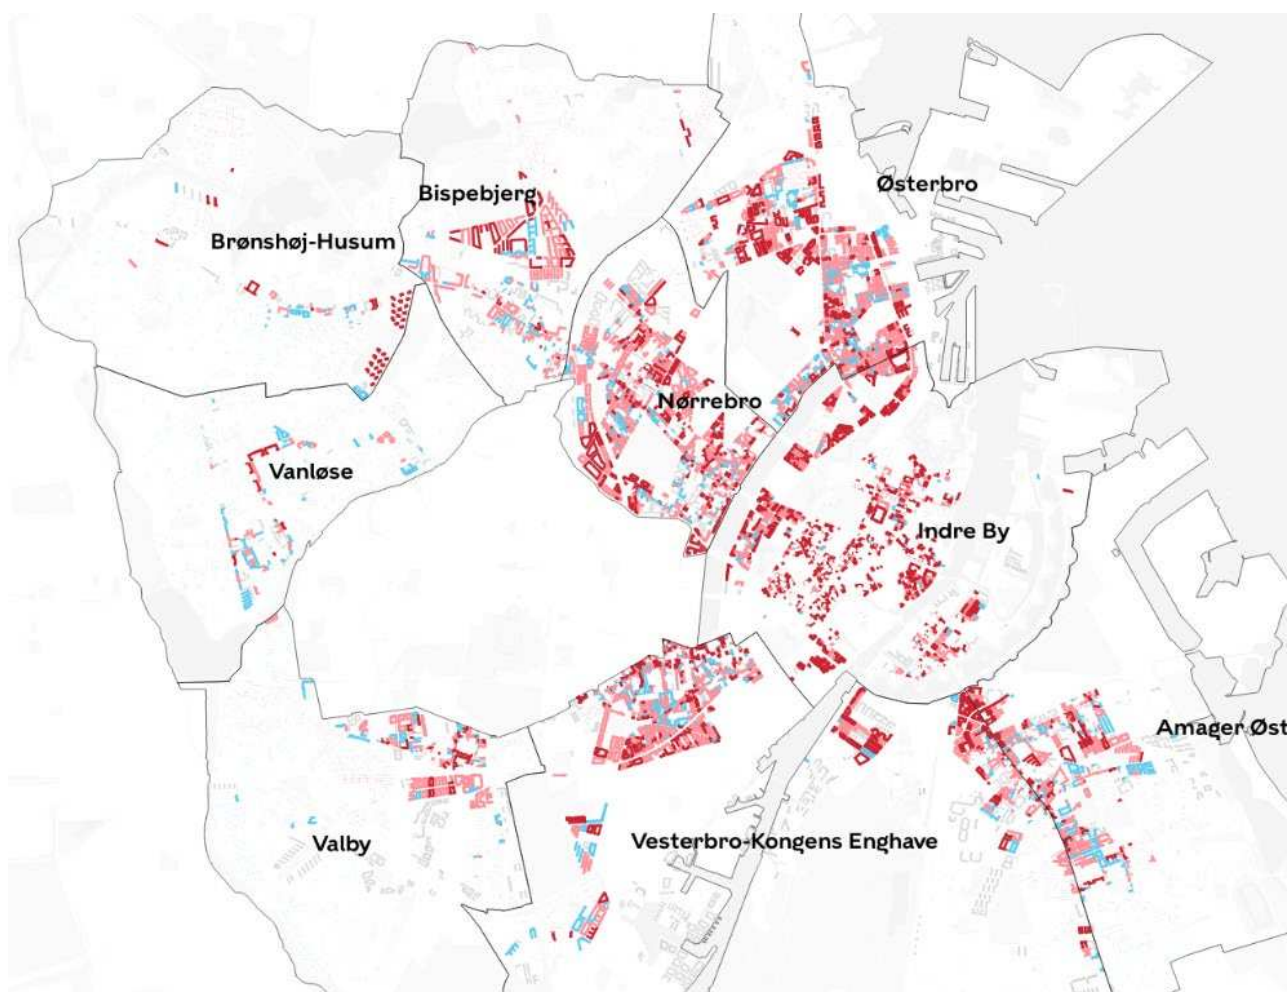 Østerbro
Bispebjerg
Brønshøj-Husum
Nørrebro
Vanløse
Indre By
Amager Øst
Valby
Vesterbro-Kongens Enghave